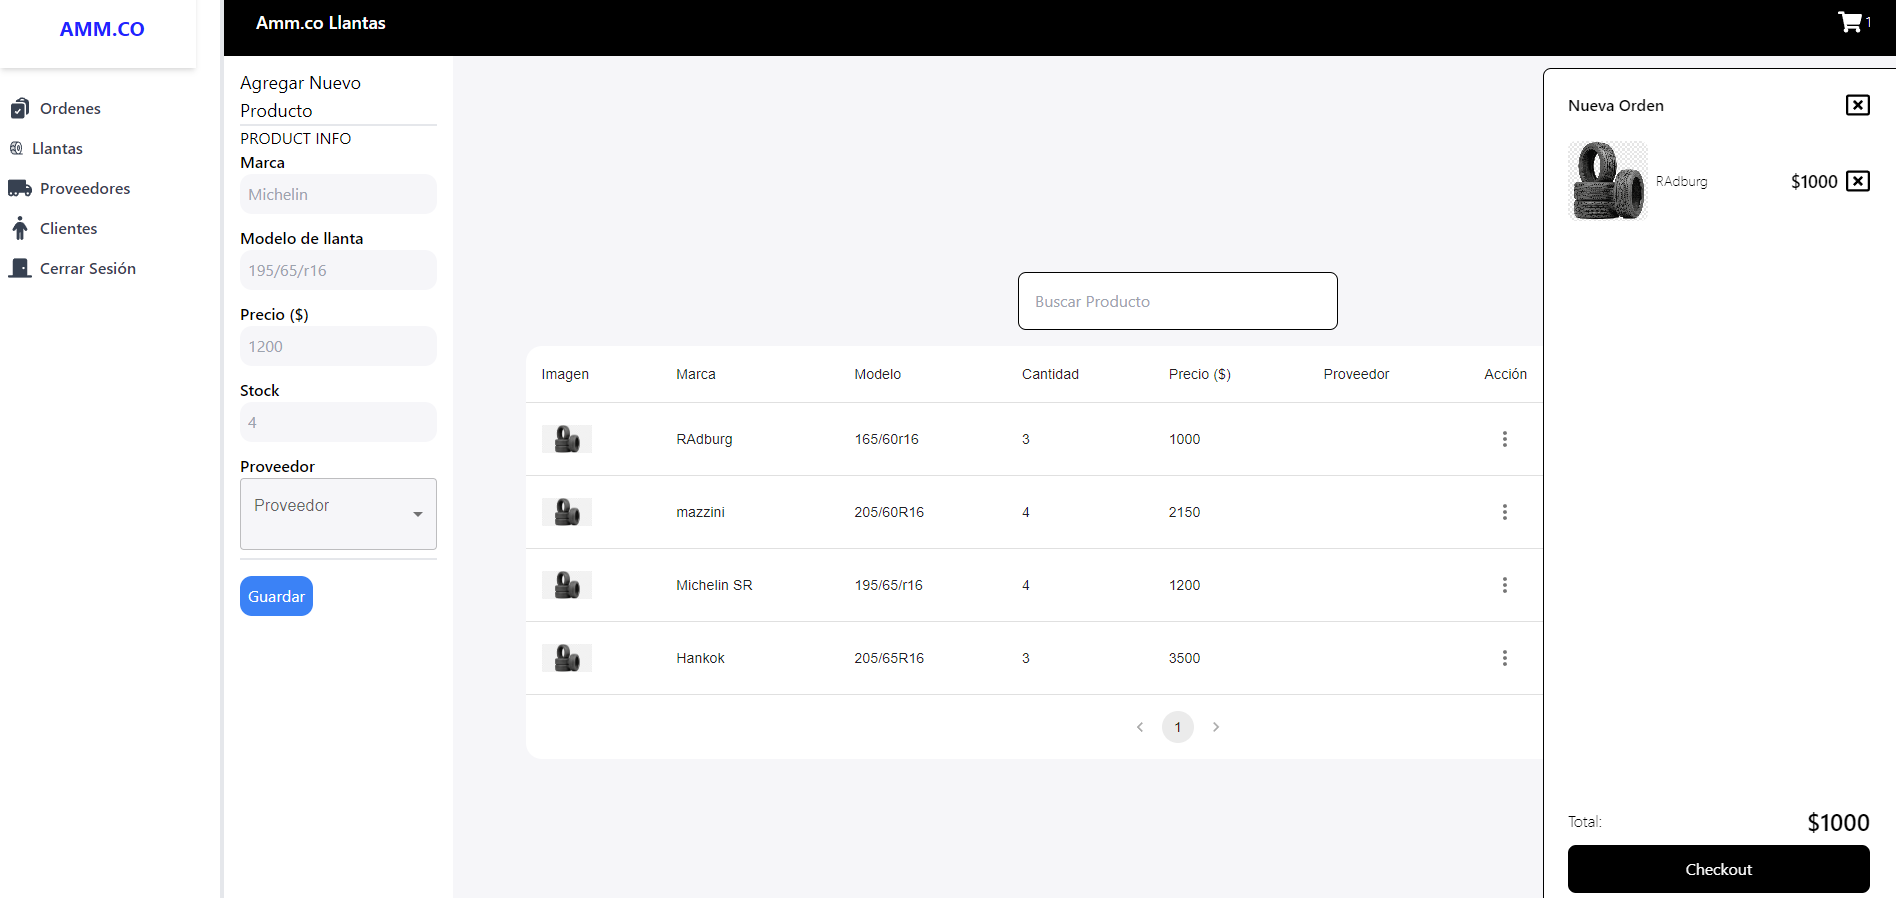 AMM.CO
Ordenes
Llantas
Proveedores
Clientes
Cerrar Sesión
Amm.co Llantas
1
Agregar Nuevo
Producto
PRODUCT INFO
Marca
Michelin
Modelo de llanta
195/65/r16
Precio ($)
1200
Stock
4
Proveedor
Proveedor
Guardar
Buscar Producto
Imagen Marca Modelo Cantidad Precio ($) Proveedor Acción
RAdburg 165/60r16 3 1000
mazzini 205/60R16 4 2150
Michelin SR 195/65/r16 4 1200
Hankok 205/65R16 3 3500
1
Nueva Orden
RAdburg $1000
Total: $1000
Checkout